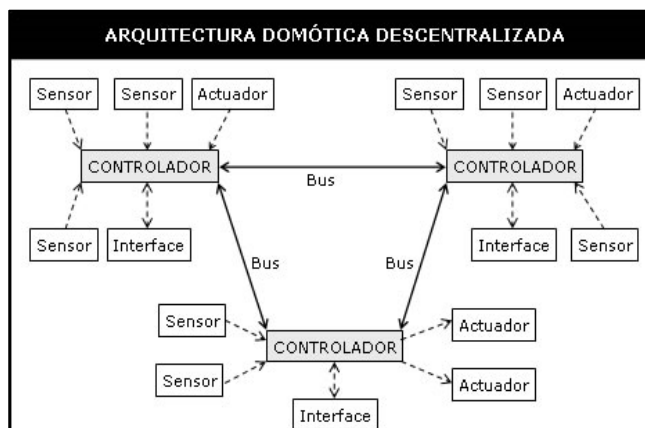 ARQUITECTURA DOMÓTICA DESCENTRALIZADA
Sensor Sensor Actuador Sensor Sensor Actuador
CONTROLADOR CONTROLADOR
Bus
Sensor Interface Interface Sensor
Bus Bus
Sensor Actuador
CONTROLADOR
Sensor Actuador
Interface